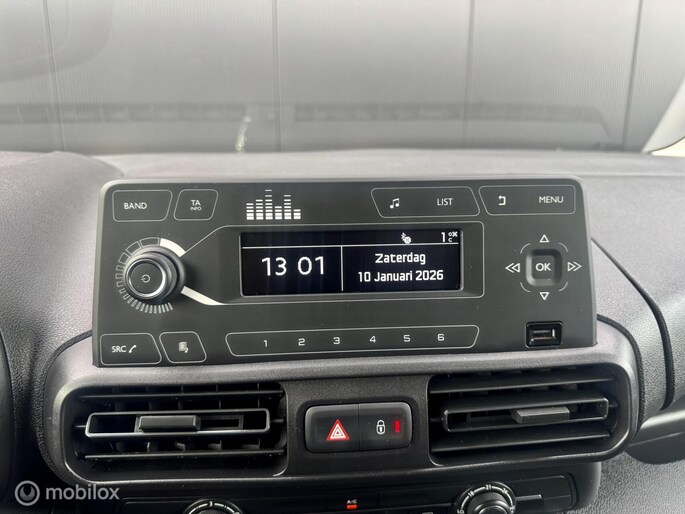 BAND
TA
INFO
LIST
MENU
1 °C
13 01
Zaterdag
10 Januari 2026
OK
SRC
1 2 3 4 5 6
A/C
mobilox